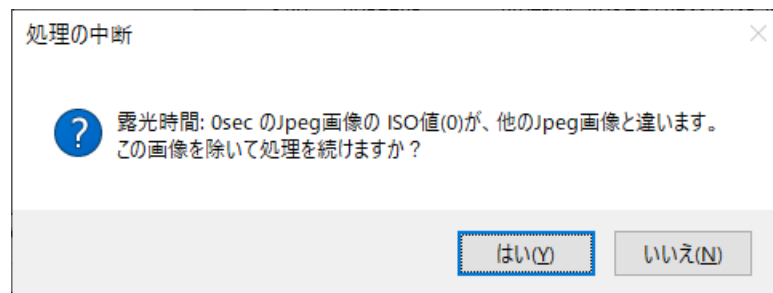 処理の中断
露光時間: 0sec のJpeg画像の ISO値(0)が、他のJpeg画像と違います。
この画像を除いて処理を続けますか？
はい(Y)
いいえ(N)